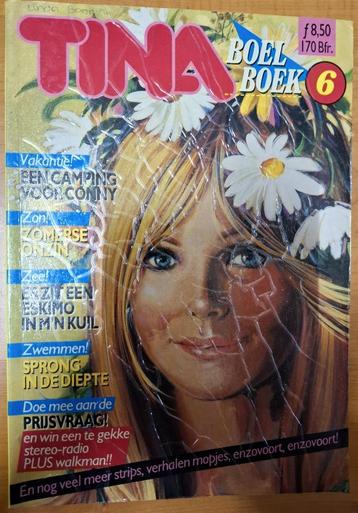 Linda
TINA
BOEL
BOEK
6
ƒ 8,50
170 Bfr.
Vakantie!
EEN CAMPING
VOOR CONNY
Zon!
ZOMERSE
ONZIN
Zee!
ER ZIT EEN
ESKIMO
IN M'N KUIL
Zwemmen!
SPRONG
IN DE DIEPTE
Doe mee aan de
PRIJSVRAAG!
en win een te gekke
stereo-radio
PLUS walkman!!
En nog veel meer strips, verhalen mopjes, enzovoort, enzovoort!